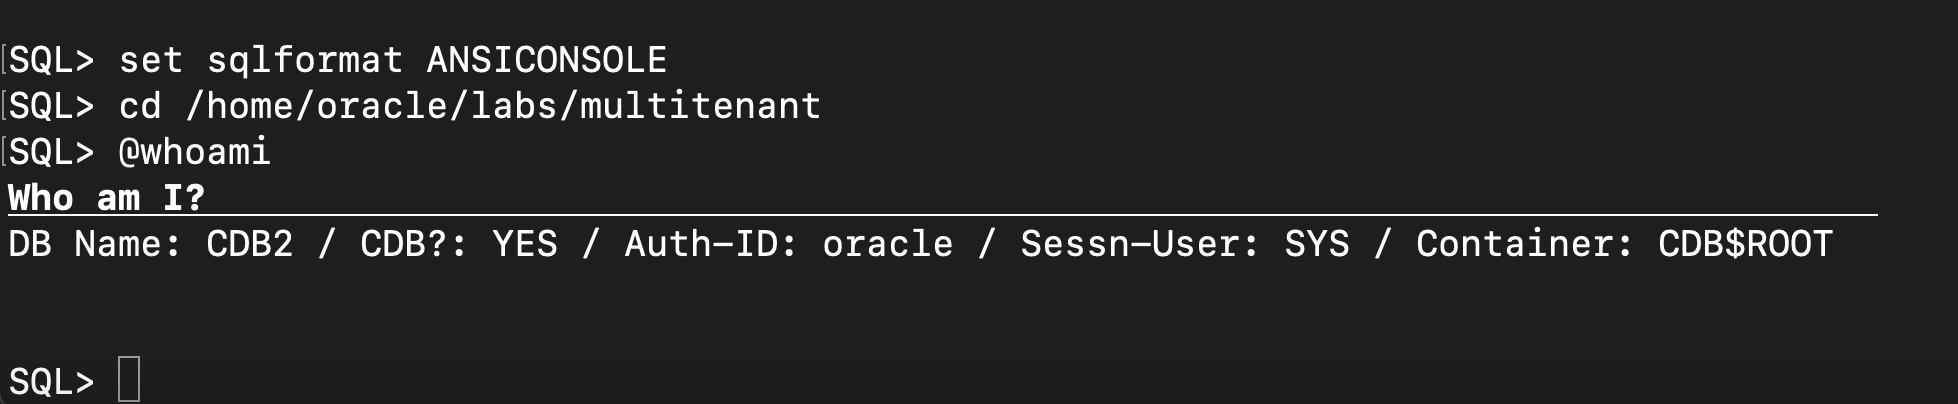 SQL> set sqlformat ANSICONSOLE
SQL> cd /home/oracle/labs/multitenant
SQL> @whoami
Who am I?
DB Name: CDB2 / CDB?: YES / Auth-ID: oracle / Sessn-User: SYS / Container: CDB$ROOT
SQL>